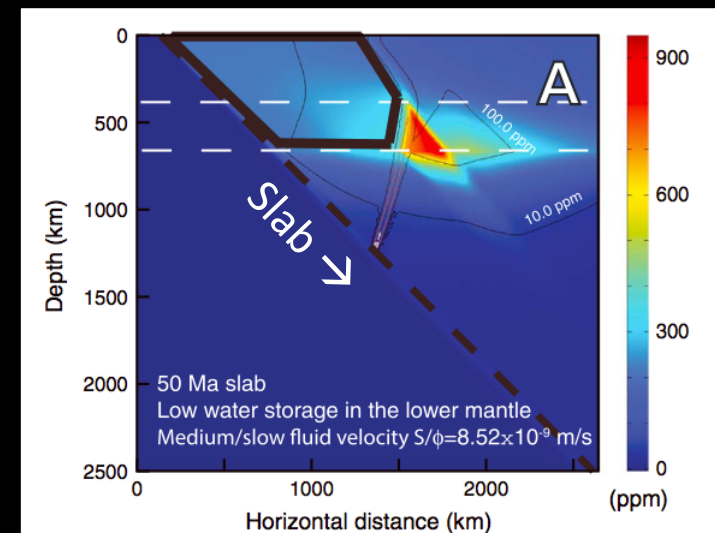 0
500
1000
1500
2000
2500
Depth (km)
A
100.0 ppm
10.0 ppm
Slab →
50 Ma slab
Low water storage in the lower mantle
Medium/slow fluid velocity S/ϕ=8.52x10⁻⁹ m/s
0
1000
2000
Horizontal distance (km)
900
600
300
0
(ppm)